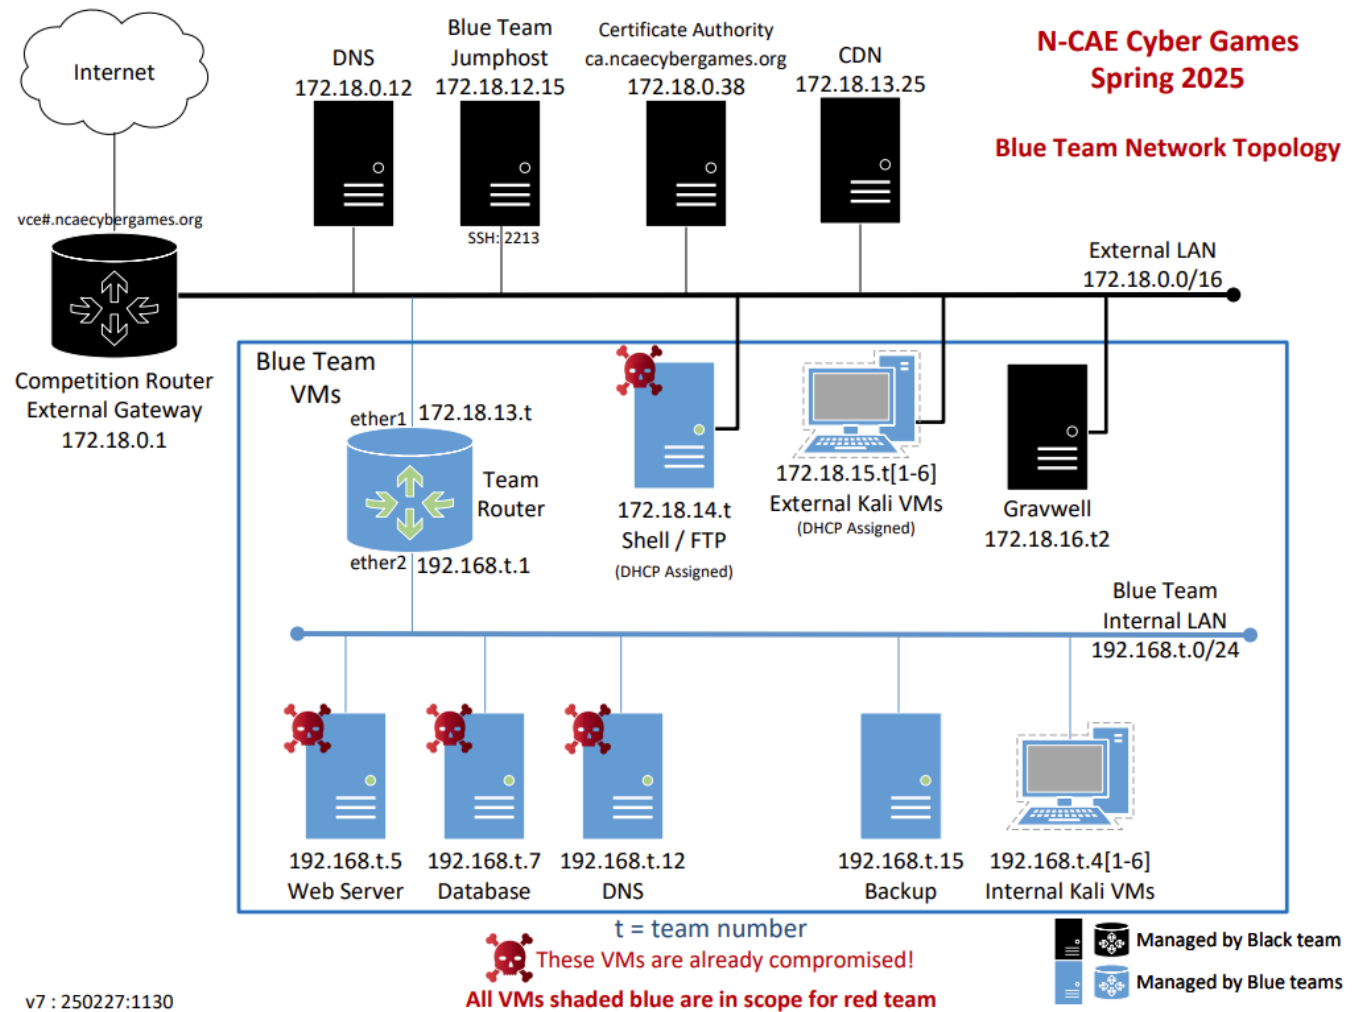 Internet
DNS
172.18.0.12
Blue Team
Jumphost
172.18.12.15
SSH: 2213
Certificate Authority
ca.ncaecybergames.org
172.18.0.38
CDN
172.18.13.25
N-CAE Cyber Games
Spring 2025
Blue Team Network Topology
vce#.ncaecybergames.org
Competition Router
External Gateway
172.18.0.1
External LAN
172.18.0.0/16
Blue Team
VMs
ether1
172.18.13.t
Team
Router
ether2
192.168.t.1
172.18.14.t
Shell / FTP
(DHCP Assigned)
172.18.15.t[1-6]
External Kali VMs
(DHCP Assigned)
Gravwell
172.18.16.t2
Blue Team
Internal LAN
192.168.t.0/24
192.168.t.5
Web Server
192.168.t.7
Database
192.168.t.12
DNS
192.168.t.15
Backup
192.168.t.4[1-6]
Internal Kali VMs
t = team number
These VMs are already compromised!
All VMs shaded blue are in scope for red team
Managed by Black team
Managed by Blue teams
v7 : 250227:1130